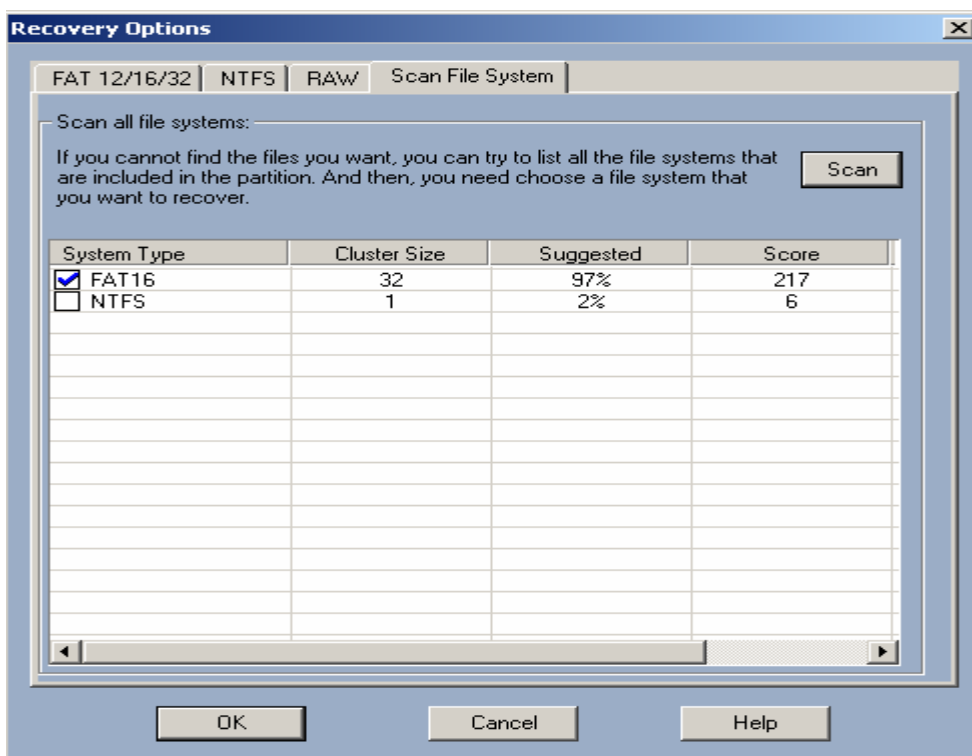 Recovery Options
FAT 12/16/32 NTFS RAW Scan File System
Scan all file systems:
If you cannot find the files you want, you can try to list all the file systems that
are included in the partition. And then, you need choose a file system that
you want to recover.
Scan
System Type Cluster Size Suggested Score
FAT16 32 97% 217
NTFS 1 2% 6
OK Cancel Help